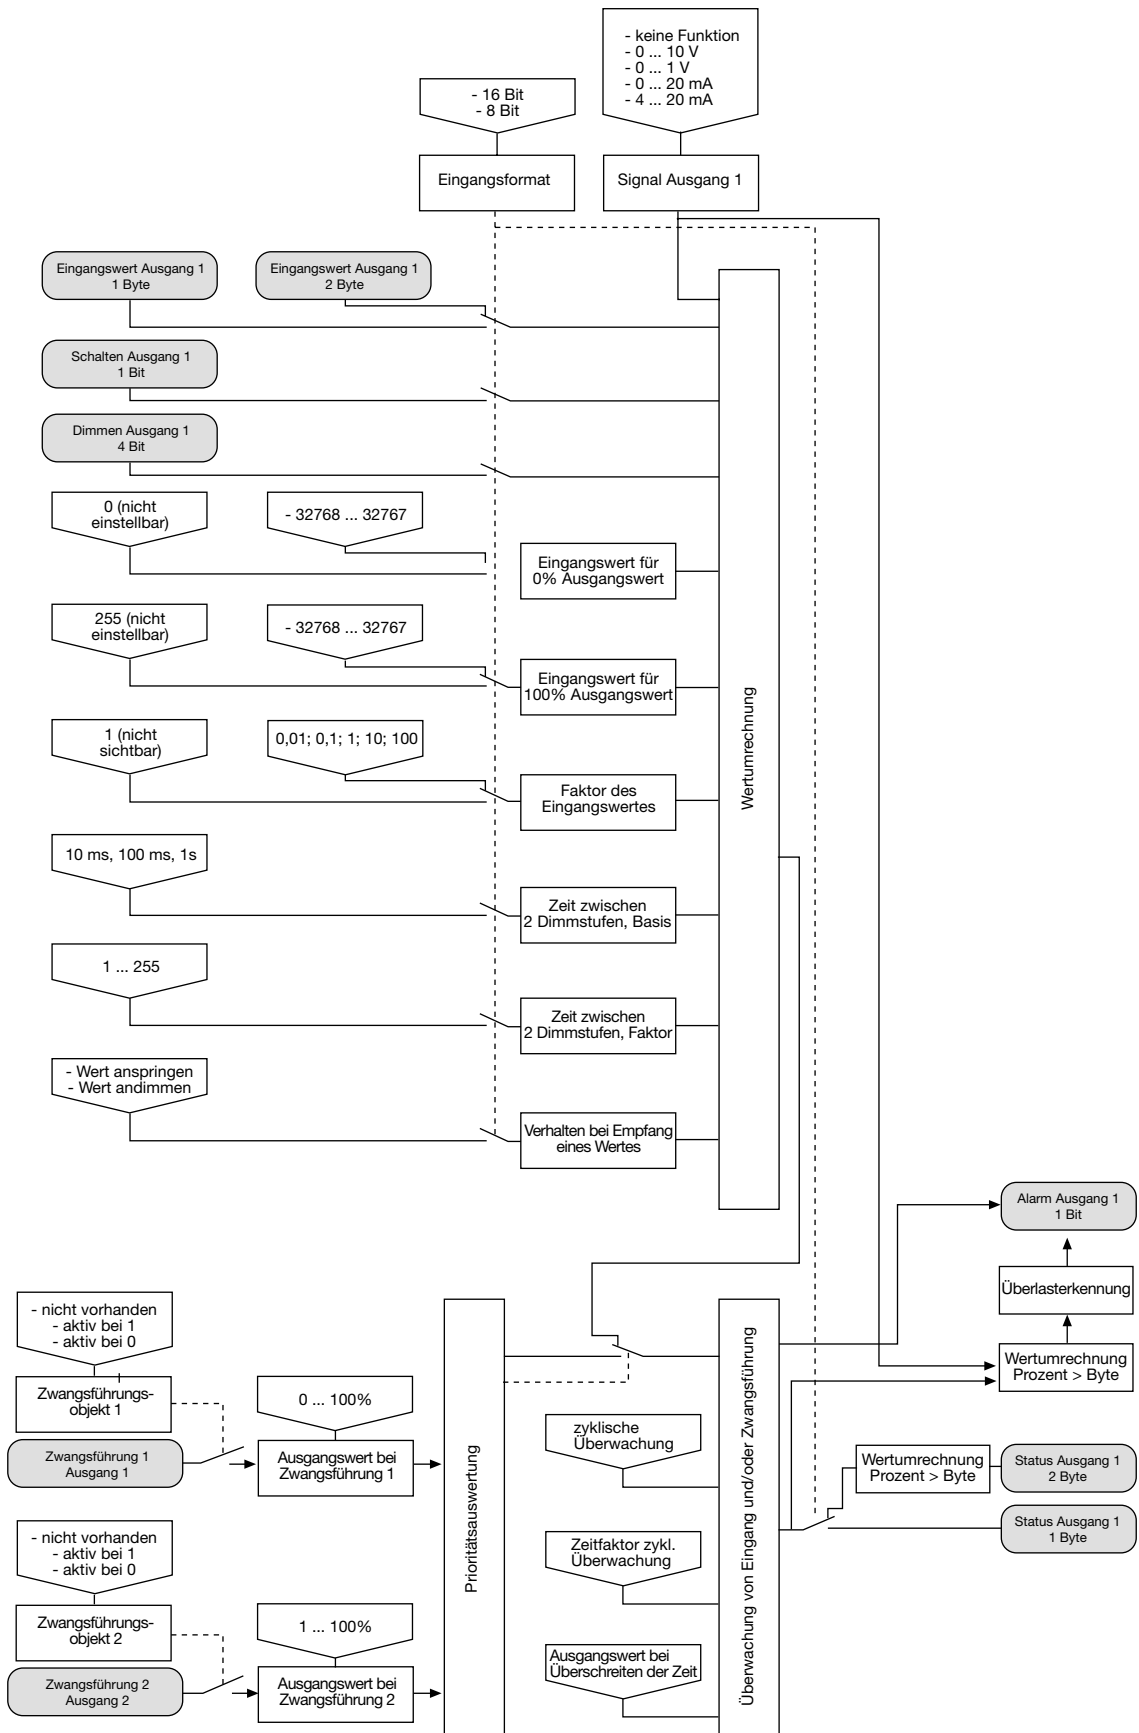 - keine Funktion
- 0 ... 10 V
- 0 ... 1 V
- 0 ... 20 mA
- 4 ... 20 mA
- 16 Bit
- 8 Bit
Eingangsformat
Signal Ausgang 1
Eingangswert Ausgang 1
1 Byte
Eingangswert Ausgang 1
2 Byte
Schalten Ausgang 1
1 Bit
Dimmen Ausgang 1
4 Bit
0 (nicht
einstellbar)
- 32768 ... 32767
Eingangswert für
0% Ausgangswert
255 (nicht
einstellbar)
- 32768 ... 32767
Eingangswert für
100% Ausgangswert
Wertumrechnung
1 (nicht
sichtbar)
0,01; 0,1; 1; 10; 100
Faktor des
Eingangswertes
10 ms, 100 ms, 1s
Zeit zwischen
2 Dimmstufen, Basis
1 ... 255
Zeit zwischen
2 Dimmstufen, Faktor
- Wert anspringen
- Wert andimmen
Verhalten bei Empfang
eines Wertes
Alarm Ausgang 1
1 Bit
Überlasterkennung
Wertumrechnung
Prozent > Byte
- nicht vorhanden
- aktiv bei 1
- aktiv bei 0
Zwangsführungs-
objekt 1
Zwangsführung 1
Ausgang 1
0 ... 100%
Ausgangswert bei
Zwangsführung 1
Prioritätsauswertung
zyklische
Überwachung
Überwachung von Eingang und/oder Zwangsführung
Wertumrechnung
Prozent > Byte
Status Ausgang 1
2 Byte
Status Ausgang 1
1 Byte
- nicht vorhanden
- aktiv bei 1
- aktiv bei 0
Zwangsführungs-
objekt 2
Zwangsführung 2
Ausgang 2
1 ... 100%
Ausgangswert bei
Zwangsführung 2
Zeitfaktor zykl.
Überwachung
Ausgangswert bei
Überschreiten der Zeit